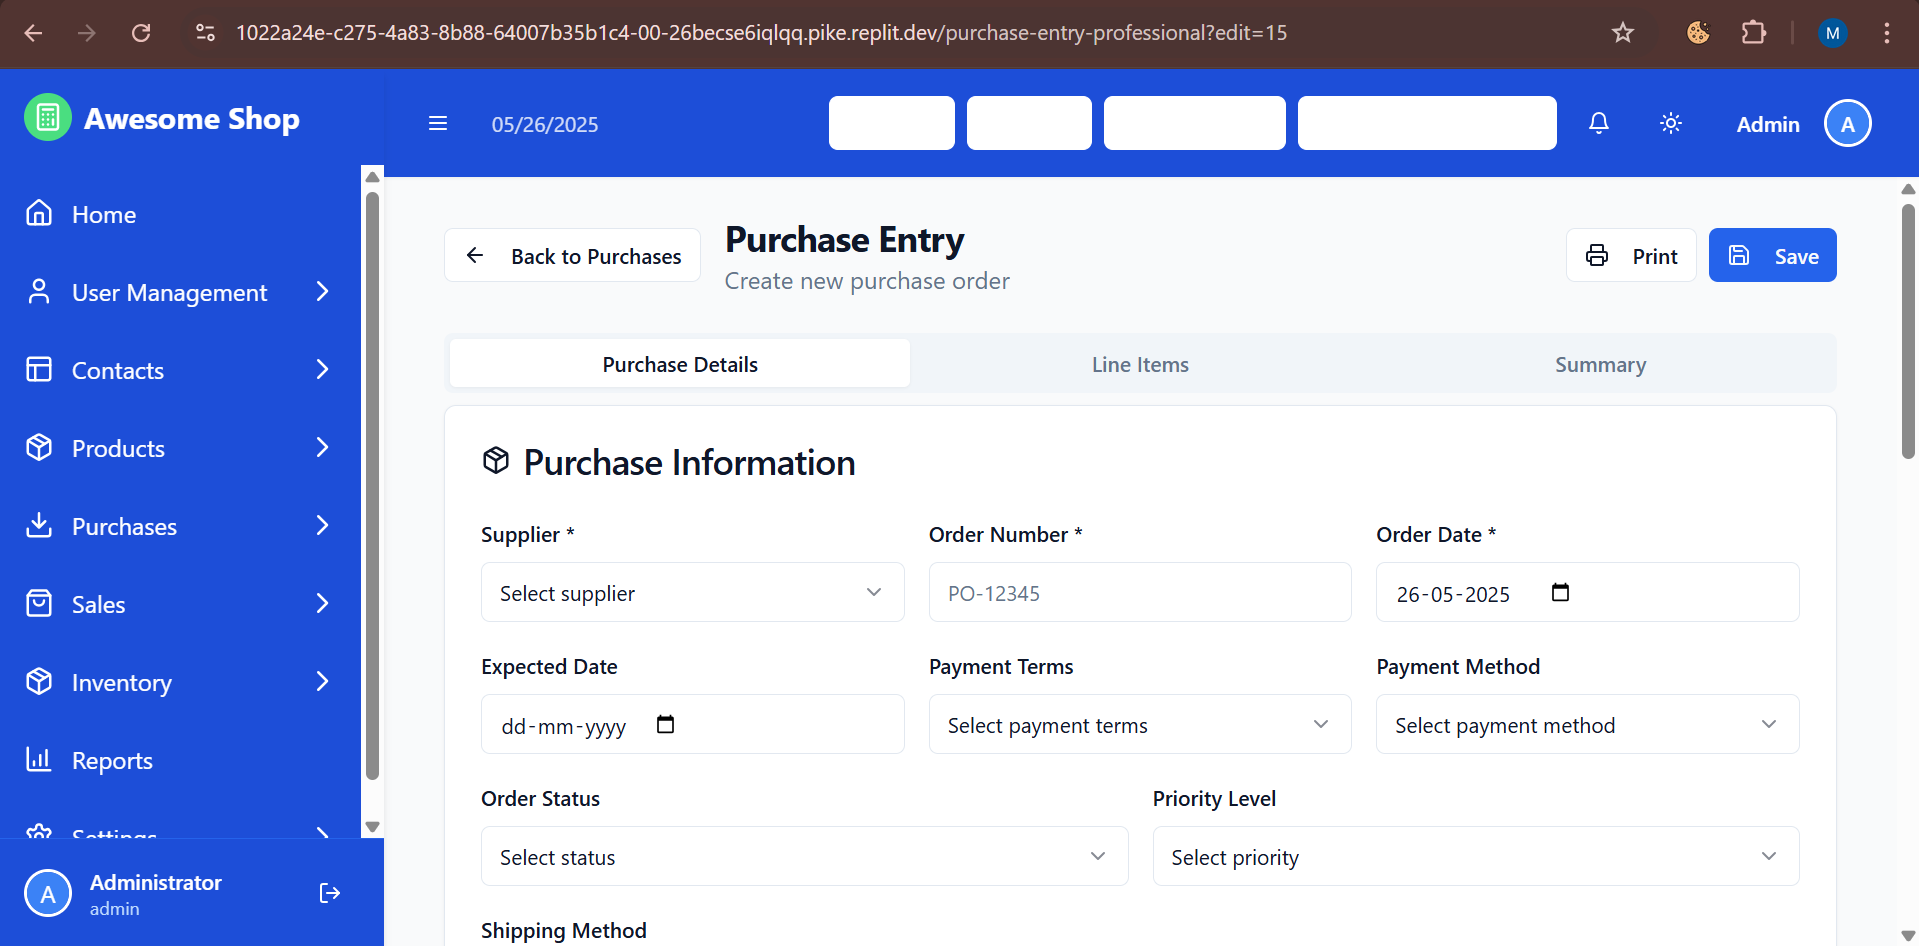 1022a24e-c275-4a83-8b88-64007b35b1c4-00-26becse6iqlqq.pike.replit.dev/purchase-entry-professional?edit=15
M
Awesome Shop
05/26/2025
Admin
A
Home
User Management
Contacts
Products
Purchases
Sales
Inventory
Reports
Settings
A
Administrator
admin
Back to Purchases
Purchase Entry
Create new purchase order
Print
Save
Purchase Details
Line Items
Summary
Purchase Information
Supplier *
Order Number *
Order Date *
Select supplier
PO-12345
26-05-2025
Expected Date
Payment Terms
Payment Method
dd-mm-yyyy
Select payment terms
Select payment method
Order Status
Priority Level
Select status
Select priority
Shipping Method